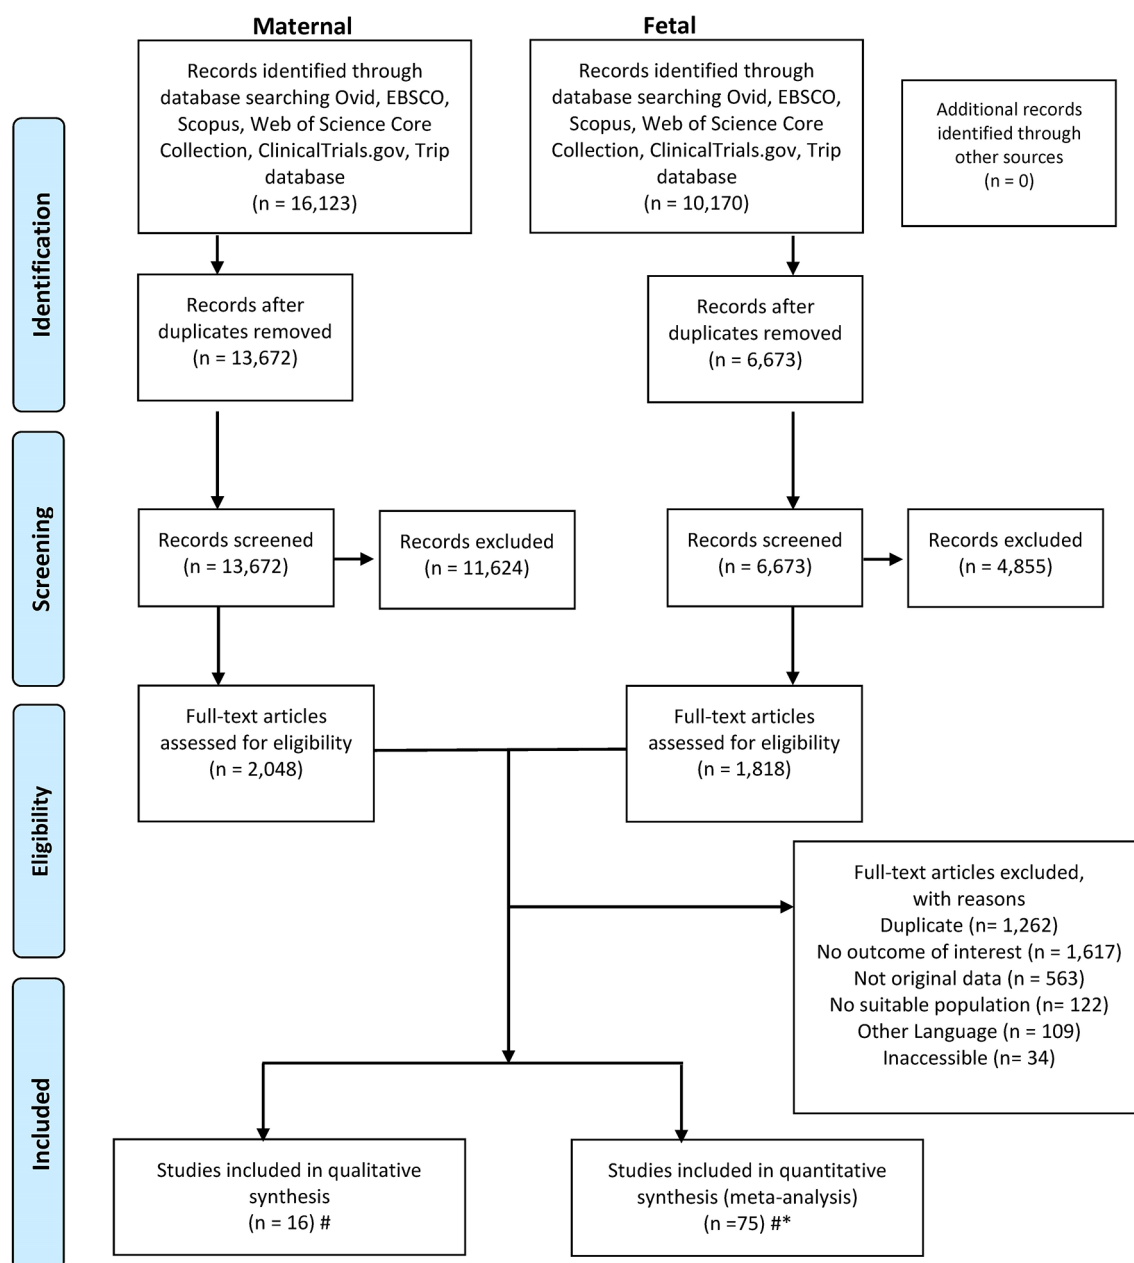 Maternal
Fetal
Records identified through
database searching Ovid, EBSCO,
Scopus, Web of Science Core
Collection, ClinicalTrials.gov, Trip
database
(n = 16,123)
Records identified through
database searching Ovid, EBSCO,
Scopus, Web of Science Core
Collection, ClinicalTrials.gov, Trip
database
(n = 10,170)
Additional records
identified through
other sources
(n = 0)
Identification
Records after
duplicates removed
(n = 13,672)
Records after
duplicates removed
(n = 6,673)
Screening
Records screened
(n = 13,672)
Records excluded
(n = 11,624)
Records screened
(n = 6,673)
Records excluded
(n = 4,855)
Eligibility
Full-text articles
assessed for eligibility
(n = 2,048)
Full-text articles
assessed for eligibility
(n = 1,818)
Full-text articles excluded,
with reasons
Duplicate (n= 1,262)
No outcome of interest (n = 1,617)
Not original data (n = 563)
No suitable population (n= 122)
Other Language (n = 109)
Inaccessible (n= 34)
Included
Studies included in qualitative
synthesis
(n = 16) #
Studies included in quantitative
synthesis (meta-analysis)
(n =75) #*